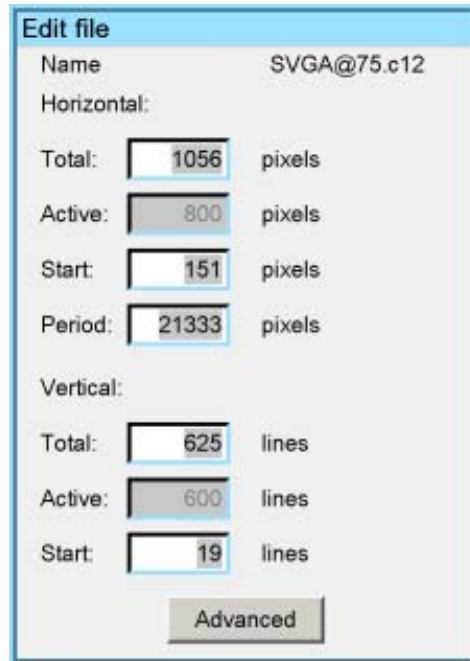 Edit file
Name SVGA@75.c12
Horizontal:
Total: 1056 pixels
Active: 800 pixels
Start: 151 pixels
Period: 21333 pixels
Vertical:
Total: 625 lines
Active: 600 lines
Start: 19 lines
Advanced